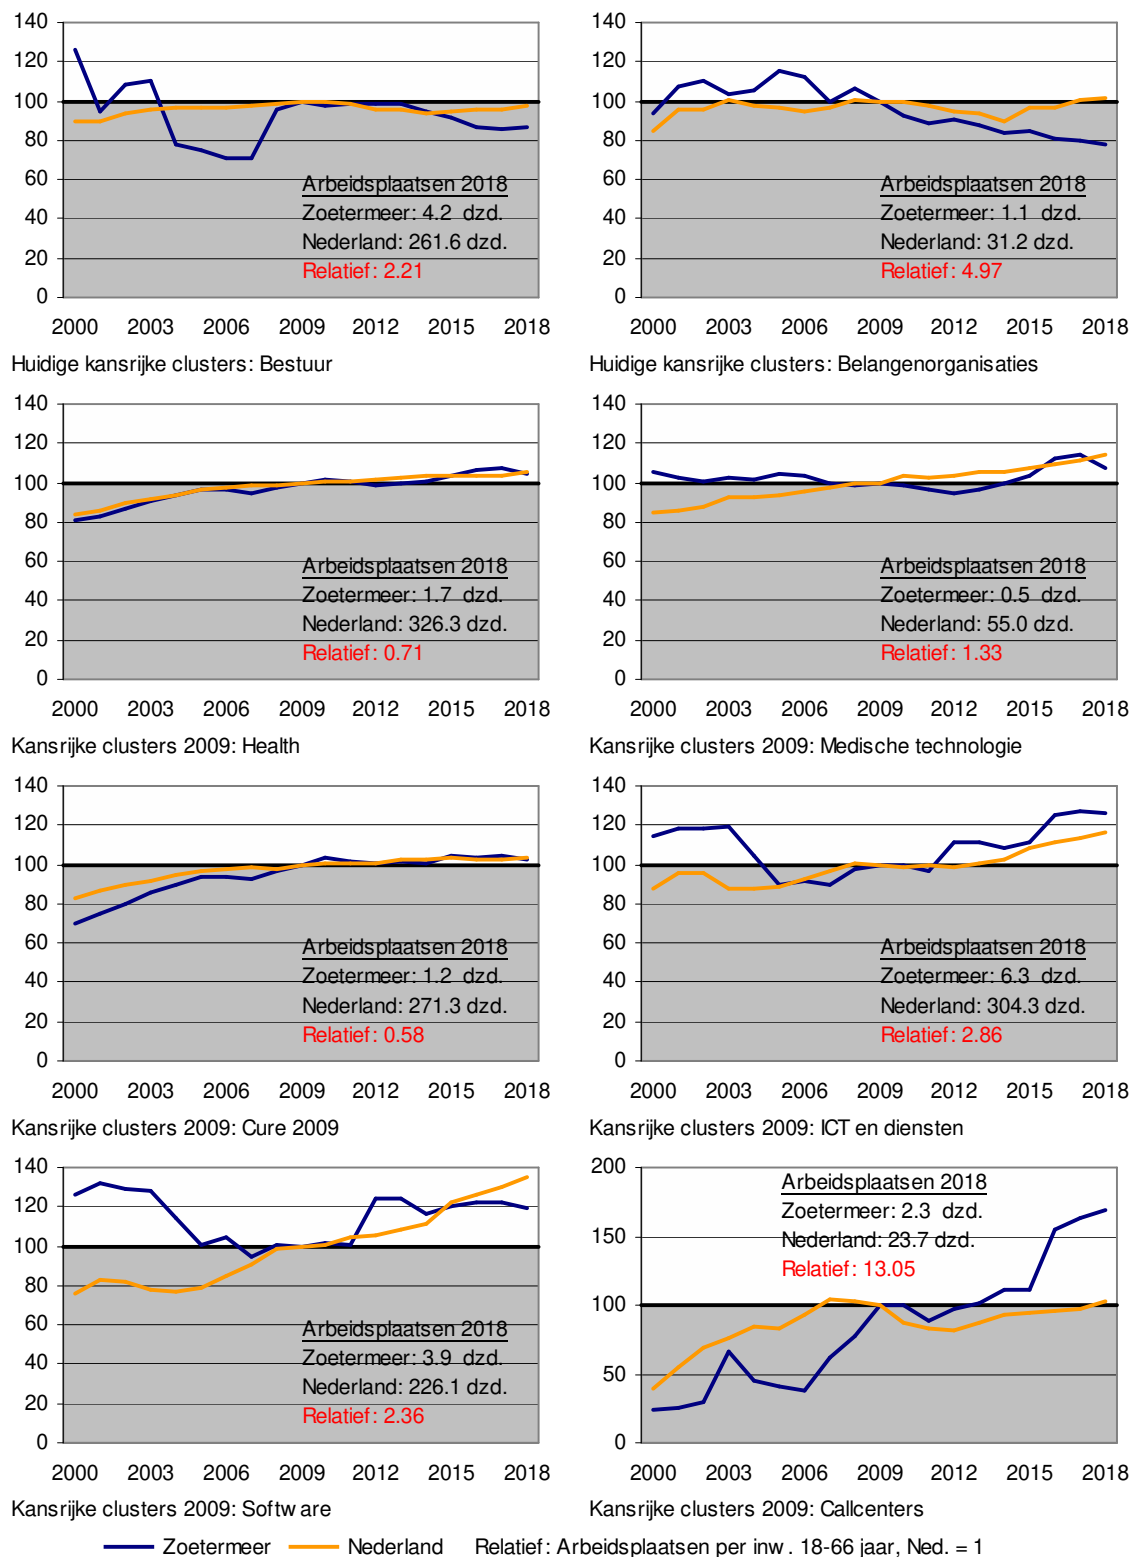 140
120
100
80
60
40
20
0
Arbeidsplaatsen 2018
Zoetermeer: 4.2 dzd.
Nederland: 261.6 dzd.
Relatief: 2.21
2000 2003 2006 2009 2012 2015 2018
Huidige kansrijke clusters: Bestuur
140
120
100
80
60
40
20
0
Arbeidsplaatsen 2018
Zoetermeer: 1.1 dzd.
Nederland: 31.2 dzd.
Relatief: 4.97
2000 2003 2006 2009 2012 2015 2018
Huidige kansrijke clusters: Belangenorganisaties
140
120
100
80
60
40
20
0
Arbeidsplaatsen 2018
Zoetermeer: 1.7 dzd.
Nederland: 326.3 dzd.
Relatief: 0.71
2000 2003 2006 2009 2012 2015 2018
Kansrijke clusters 2009: Health
140
120
100
80
60
40
20
0
Arbeidsplaatsen 2018
Zoetermeer: 0.5 dzd.
Nederland: 55.0 dzd.
Relatief: 1.33
2000 2003 2006 2009 2012 2015 2018
Kansrijke clusters 2009: Medische technologie
140
120
100
80
60
40
20
0
Arbeidsplaatsen 2018
Zoetermeer: 1.2 dzd.
Nederland: 271.3 dzd.
Relatief: 0.58
2000 2003 2006 2009 2012 2015 2018
Kansrijke clusters 2009: Cure 2009
140
120
100
80
60
40
20
0
Arbeidsplaatsen 2018
Zoetermeer: 6.3 dzd.
Nederland: 304.3 dzd.
Relatief: 2.86
2000 2003 2006 2009 2012 2015 2018
Kansrijke clusters 2009: ICT en diensten
140
120
100
80
60
40
20
0
Arbeidsplaatsen 2018
Zoetermeer: 3.9 dzd.
Nederland: 226.1 dzd.
Relatief: 2.36
2000 2003 2006 2009 2012 2015 2018
Kansrijke clusters 2009: Software
200
150
100
50
0
Arbeidsplaatsen 2018
Zoetermeer: 2.3 dzd.
Nederland: 23.7 dzd.
Relatief: 13.05
2000 2003 2006 2009 2012 2015 2018
Kansrijke clusters 2009: Callcenters
Zoetermeer Nederland Relatief: Arbeidsplaatsen per inw. 18-66 jaar, Ned. = 1